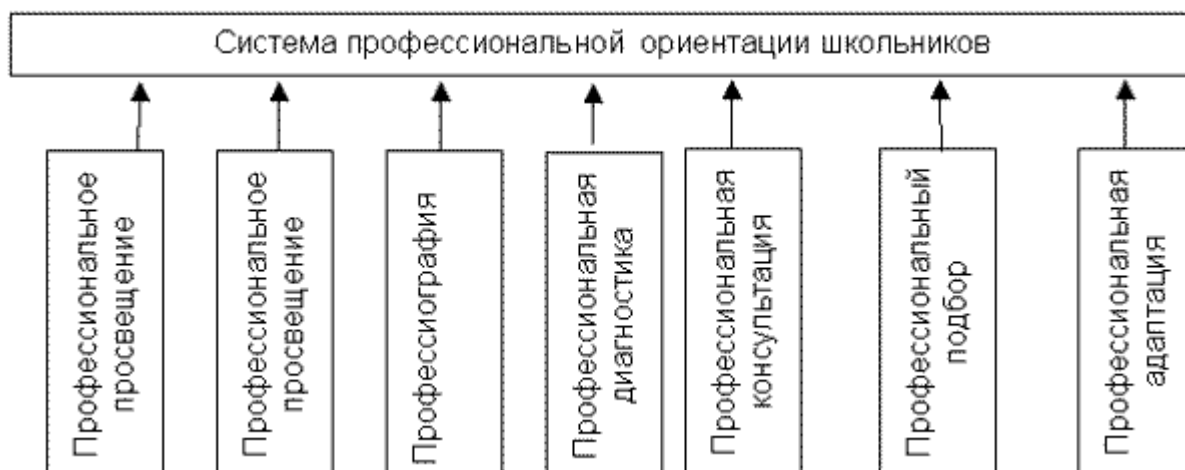 Система профессиональной ориентации школьников
Профессиональное
просвещение
Профессиональное
просвещение
Профессиография
Профессиональная
диагностика
Профессиональная
консультация
Профессиональный
подбор
Профессиональная
адаптация